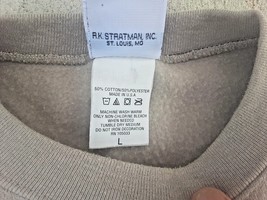 R.K. STRATMAN, INC.
ST. LOUIS, MO
50% COTTON/50% POLYESTER
MADE IN U.S.A
MACHINE WASH WARM
ONLY NON-CHLORINE BLEACH
WHEN NEEDED
TUMBLE DRY MEDIUM
DO NOT IRON DECORATION
L